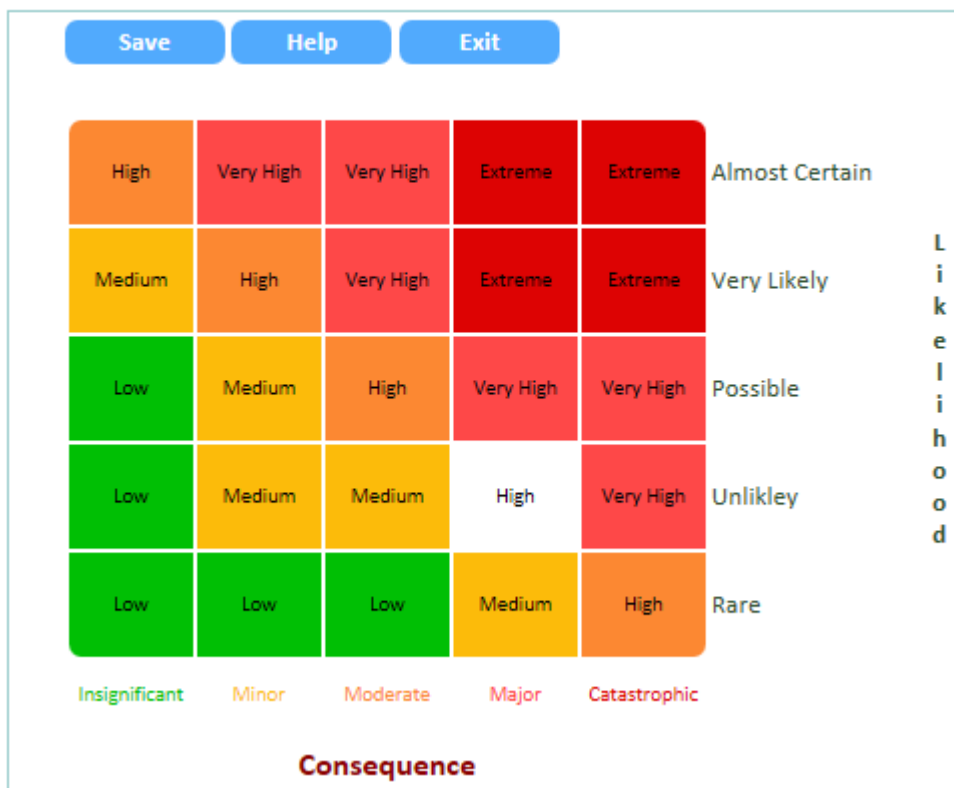 Save Help Exit
High Very High Very High Extreme Extreme Almost Certain
Medium High Very High Extreme Extreme Very Likely
Low Medium High Very High Very High Possible
Low Medium Medium High Very High Unlikley
Low Low Low Medium High Rare
Insignificant Minor Moderate Major Catastrophic
Consequence
Likelihood